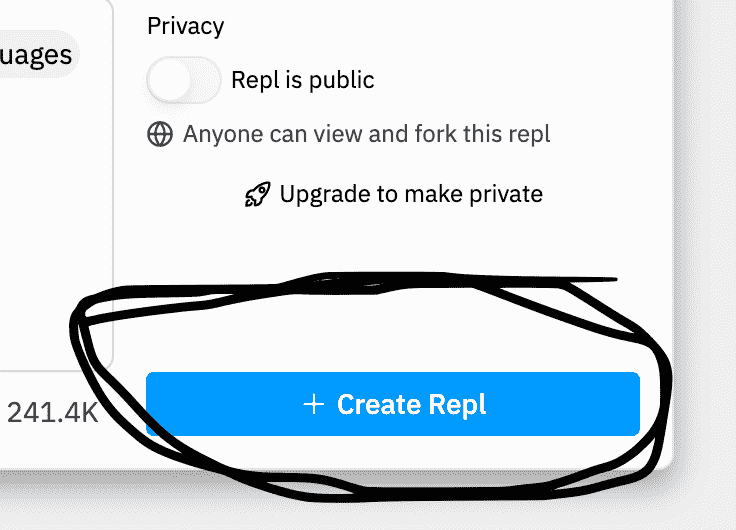 Privacy
uages
Repl is public
Anyone can view and fork this repl
Upgrade to make private
241.4K
+ Create Repl